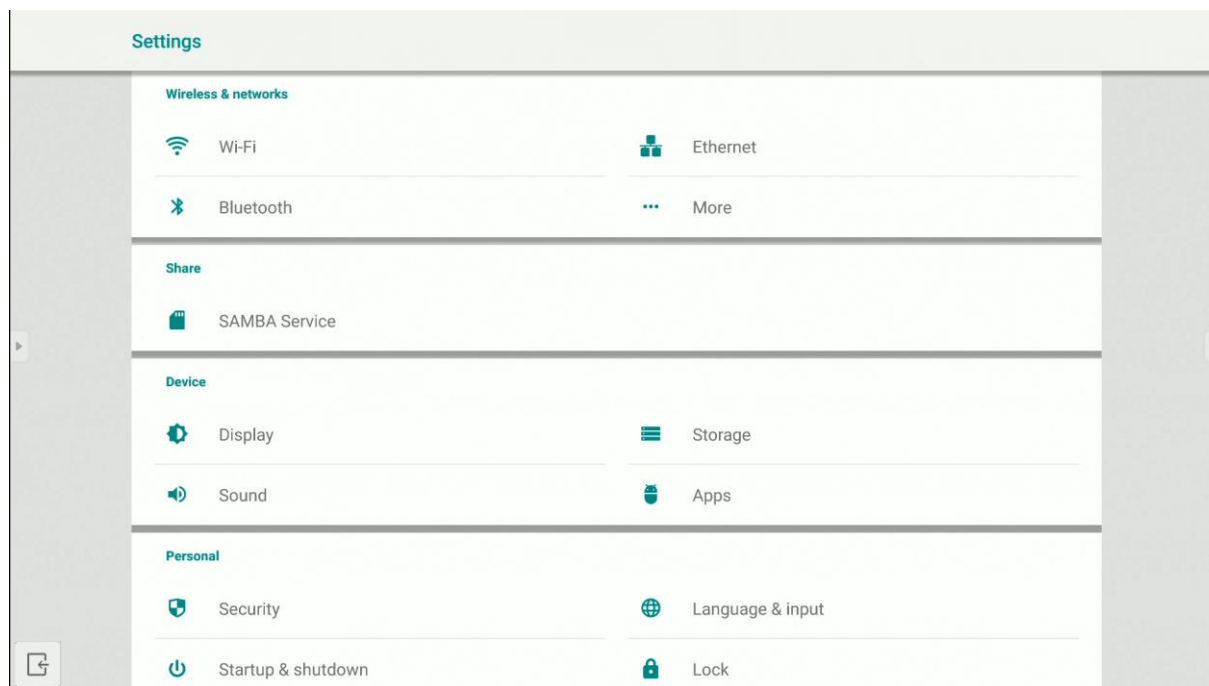 Settings
Wireless & networks
Wi-Fi
Ethernet
Bluetooth
More
Share
SAMBA Service
Device
Display
Storage
Sound
Apps
Personal
Security
Language & input
Startup & shutdown
Lock